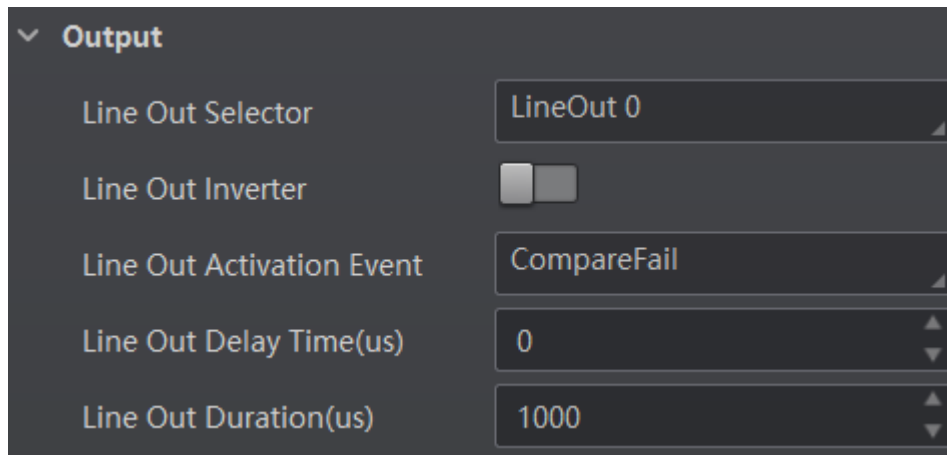 Output
Line Out Selector LineOut 0
Line Out Inverter
Line Out Activation Event CompareFail
Line Out Delay Time(us) 0
Line Out Duration(us) 1000